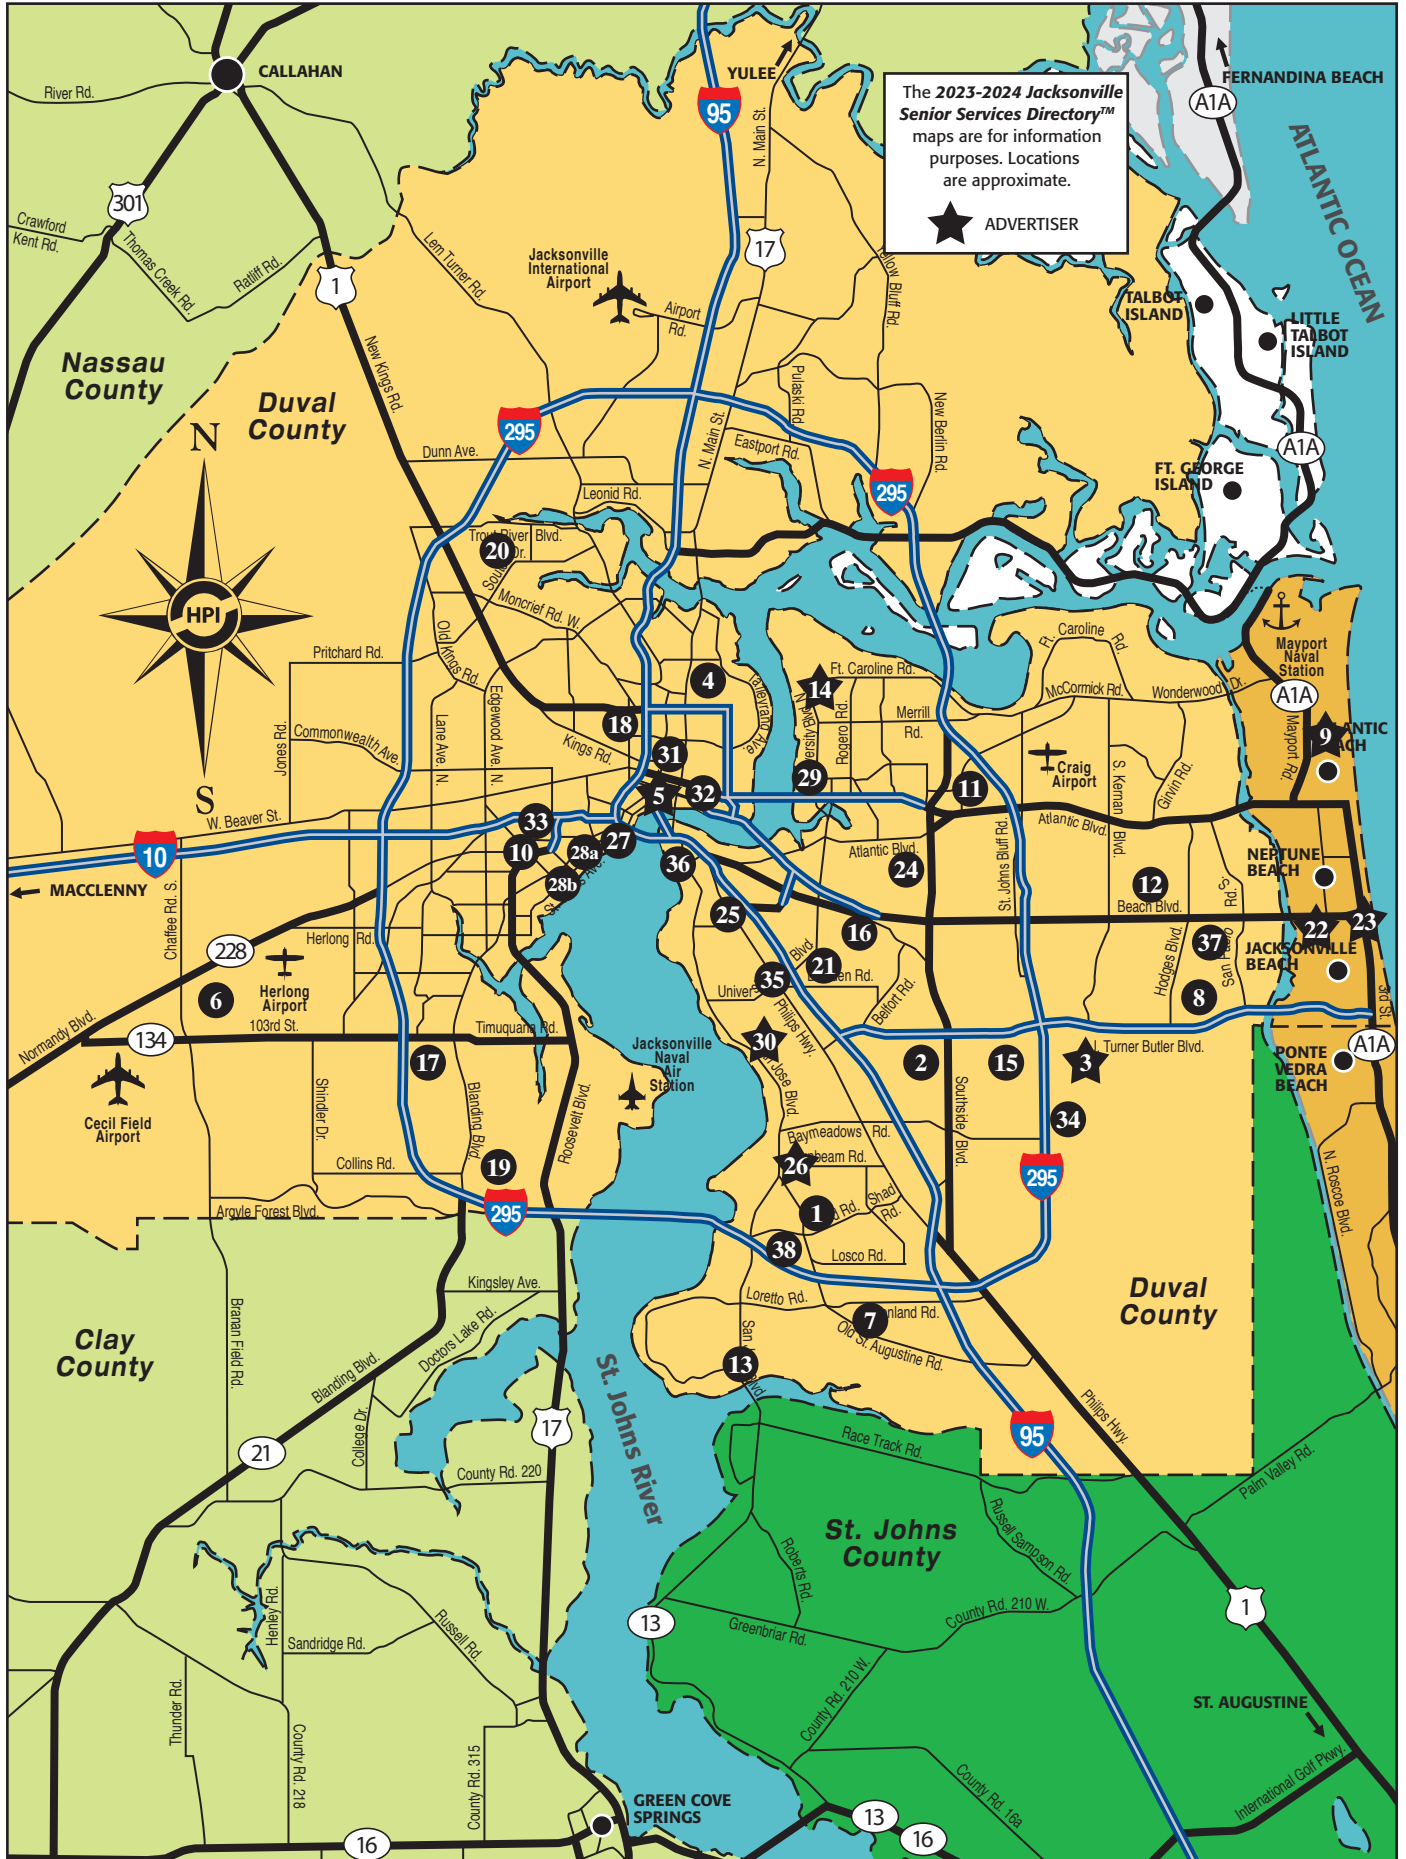 CALLAHAN
River Rd.
YULEE
95
N. Main St.
FERNANDINA BEACH
A1A
The 2023-2024 Jacksonville
Senior Services Directory™
maps are for information
purposes. Locations
are approximate.
ADVERTISER
ATLANTIC OCEAN
301
Crawford
Kent Rd.
Thomas Creek Rd.
Ratliff Rd.
1
Lem Turner Rd.
Jacksonville
International
Airport
Airport
Rd.
17
Bluff Rd.
TALBOT
ISLAND
LITTLE
TALBOT
ISLAND
Nassau
County
Duval
County
New Kings Rd.
N
295
Dunn Ave.
Leonid Rd.
N. Main St.
Pulaski Rd.
Eastport Rd.
New Berlin Rd.
295
A1A
FT. GEORGE
ISLAND
Trout River Blvd.
Dr.
20
Moncrief Rd. W.
HPI
Old Kings Rd.
Pritchard Rd.
Edgewood Ave. N.
Lane Ave. N.
Jones Rd.
Commonwealth Ave.
Kings Rd.
18
4
Talleyrand Ave.
14
Ft. Caroline Rd.
Rogero Rd.
Merrill
Rd.
Ft. Caroline Rd.
McCormick Rd.
Wonderwood Dr.
Mayport
Naval
Station
A1A
Mayport Rd.
9
31
5
32
29
11
Craig
Airport
S. Kernan Blvd.
Girvin Rd.
S
W. Beaver St.
10
MACCLENNY
33
10
28a
28b
27
36
Atlantic Blvd.
24
St. Johns Bluff Rd.
Atlantic Blvd.
12
Beach Blvd.
NEPTUNE
BEACH
22
23
JACKSONVILLE
BEACH
3rd St.
25
16
21
35
Blvd.
Univer
Philips Hwy.
Belfort Rd.
Hodges Blvd.
37
8
Chaffee Rd. S.
228
Herlong Rd.
Herlong
Airport
6
103rd St.
Normandy Blvd.
134
Timuquana Rd.
17
Cecil Field
Airport
Shindler Dr.
Blanding Blvd.
Roosevelt Blvd.
Jacksonville
Naval
Air
Station
30
Jose Blvd.
2
15
3
J. Turner Butler Blvd.
A1A
PONTE
VEDRA
BEACH
Southside Blvd.
34
Baymeadows Rd.
26
19
Collins Rd.
295
Argyle Forest Blvd.
1
Shad
Rd.
38
Losco Rd.
295
N. Roscoe Blvd.
Kingsley Ave.
Loretto Rd.
7
Old St. Augustine Rd.
Duval
County
Clay
County
Branan Field Rd.
Blanding Blvd.
Doctors Lake Rd.
College Dr.
17
21
County Rd. 220
St. Johns River
13
Race Track Rd.
95
Philips Hwy.
Palm Valley Rd.
St. Johns
County
Russell Sampson Rd.
Roberts Rd.
Greenbriar Rd.
County Rd. 210 W.
1
13
Henley Rd.
Sandridge Rd.
Russell Rd.
Thunder Rd.
County Rd. 218
County Rd. 315
County Rd. 210 W.
ST. AUGUSTINE
International Golf Pkwy.
County Rd. 16a
GREEN COVE
SPRINGS
13
16
16